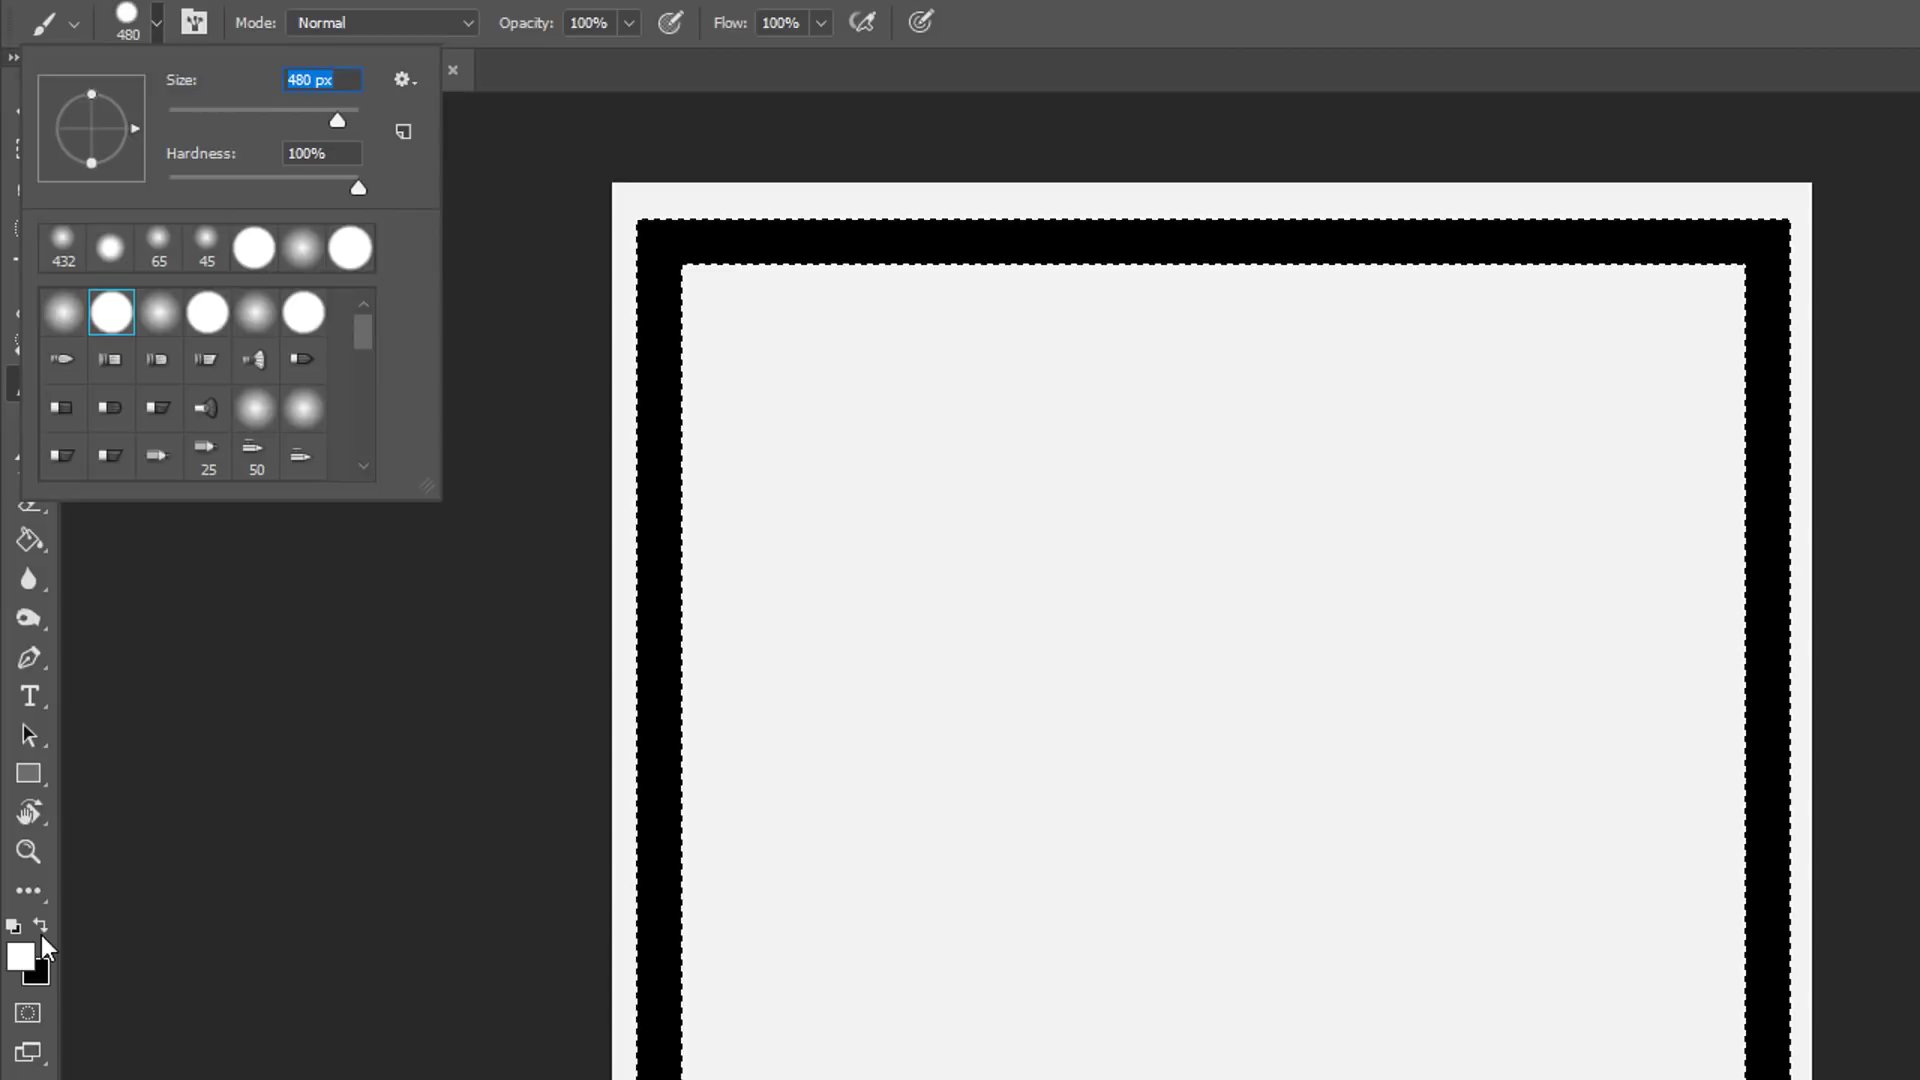 Mode: Normal Opacity: 100% Flow: 100%
480
Size: 480 px
Hardness: 100%
432 65 45
25 50
T